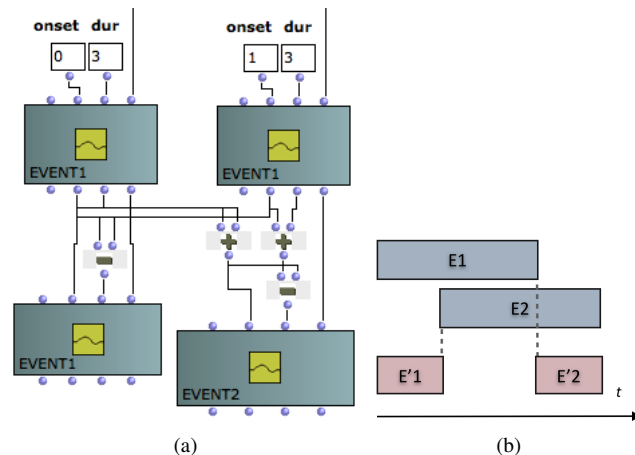 onset dur
0 3
onset dur
1 3
EVENT1
EVENT1
EVENT1
EVENT2
(a)
E1
E2
E'1
E'2
t
(b)